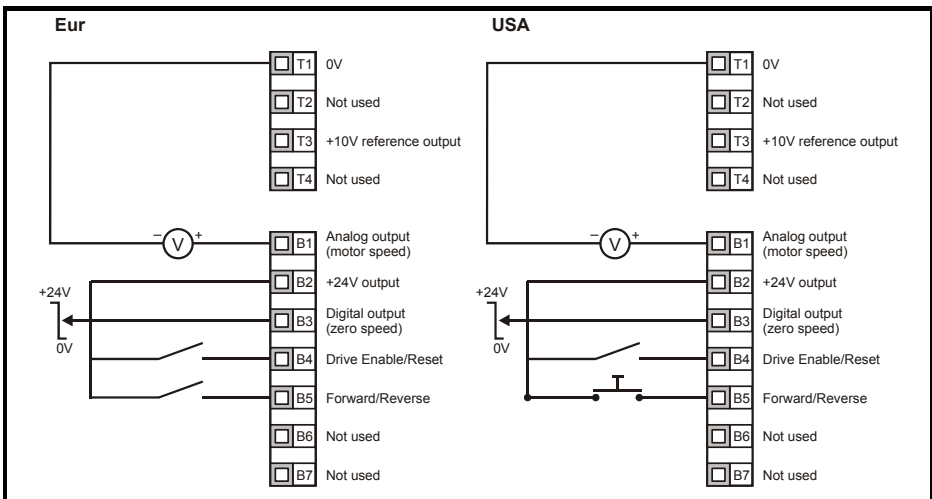 Eur
T1 0V
T2 Not used
T3 +10V reference output
T4 Not used
– V +
B1 Analog output
(motor speed)
B2 +24V output
+24V
B3 Digital output
(zero speed)
0V
B4 Drive Enable/Reset
B5 Forward/Reverse
B6 Not used
B7 Not used
USA
T1 0V
T2 Not used
T3 +10V reference output
T4 Not used
– V +
B1 Analog output
(motor speed)
B2 +24V output
+24V
B3 Digital output
(zero speed)
0V
B4 Drive Enable/Reset
B5 Forward/Reverse
B6 Not used
B7 Not used